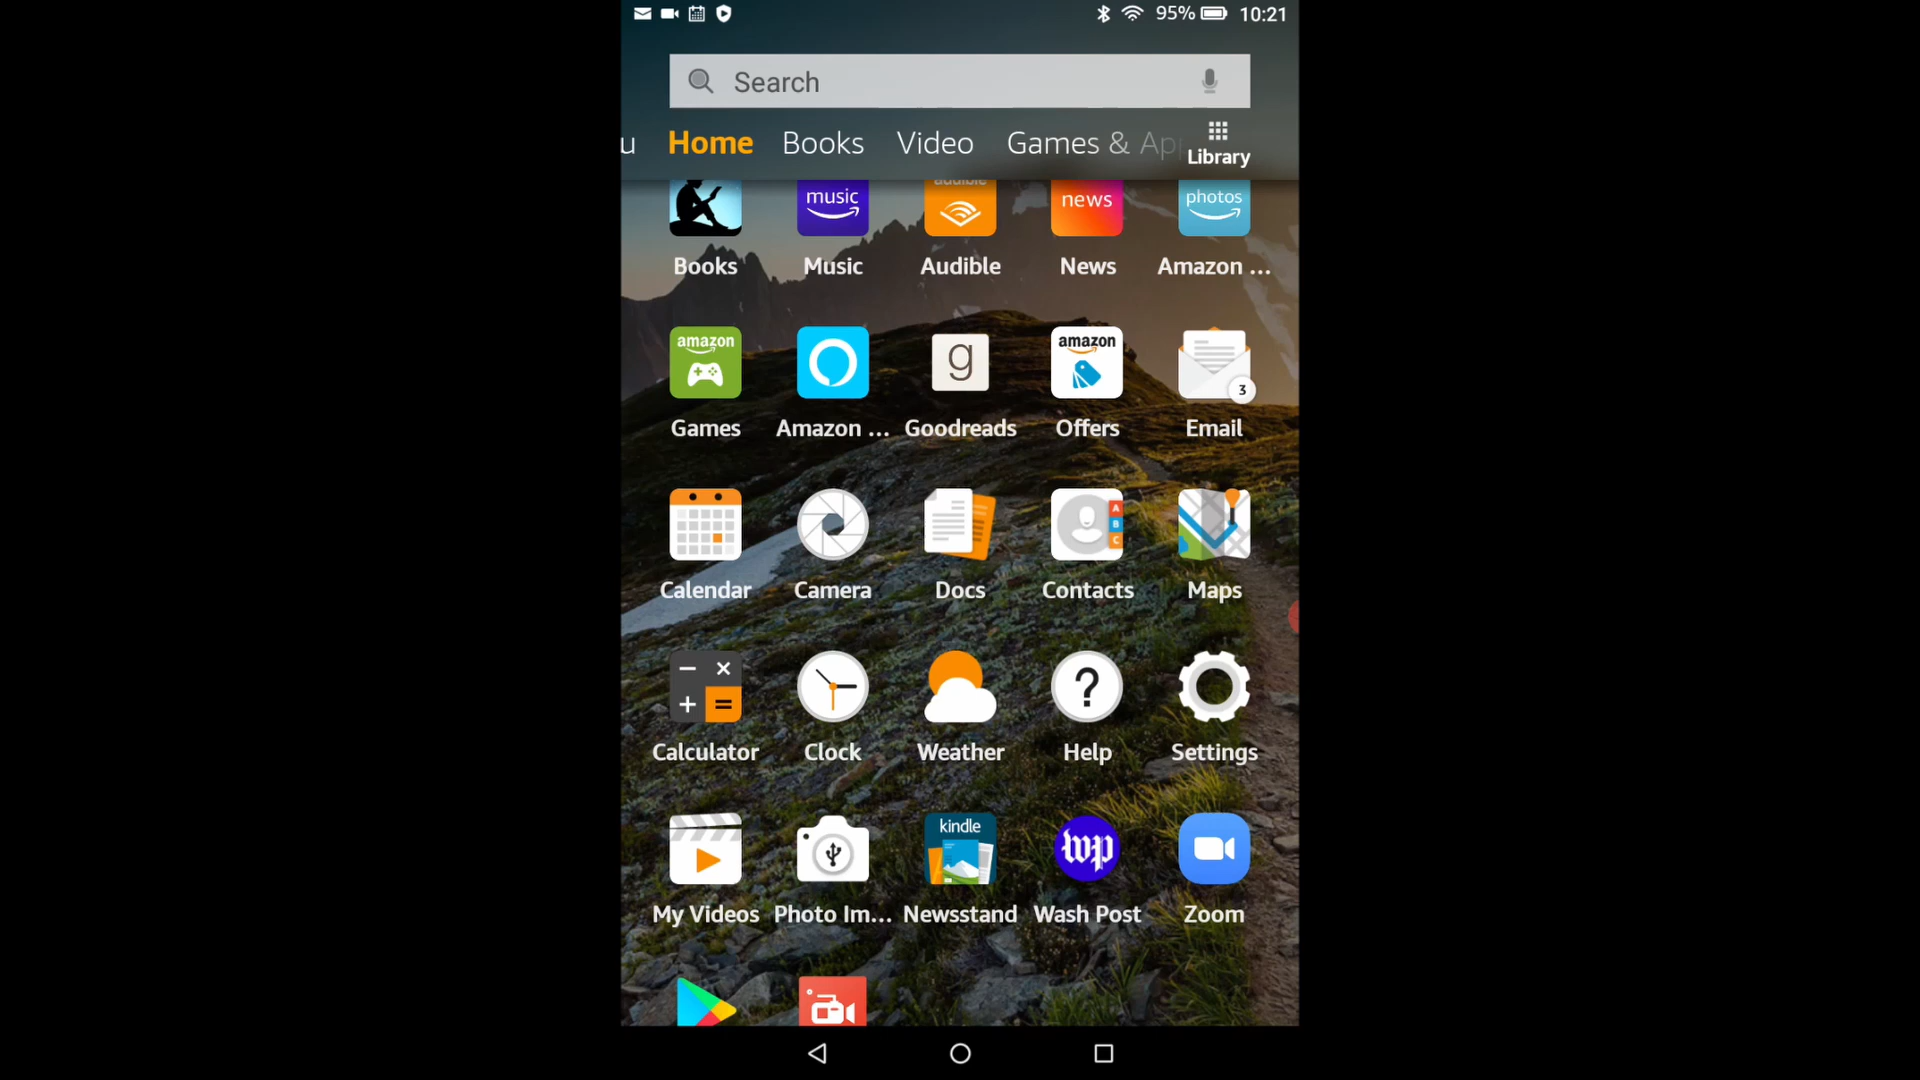 95% 10:21
Search
u Home Books Video Games & App
Library
music audible news photos
Books Music Audible News Amazon ...
amazon g amazon 3
Games Amazon ... Goodreads Offers Email
A
B
C
Calendar Camera Docs Contacts Maps
− ×
+ = ?
Calculator Clock Weather Help Settings
kindle wp
My Videos Photo Im... Newsstand Wash Post Zoom